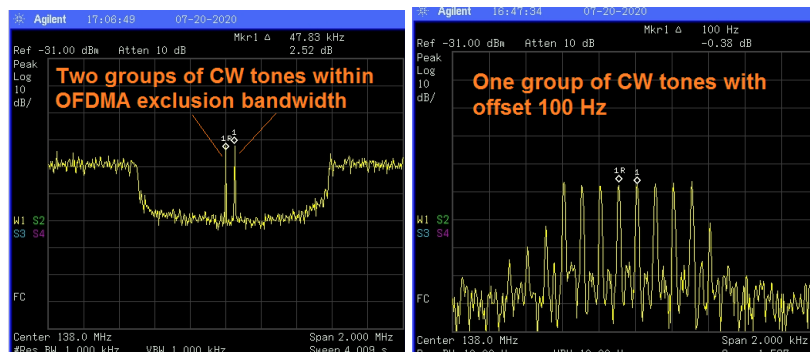 Agilent 17:06:49 07-20-2020
Mkr1 Δ 47.83 kHz
Ref -31.00 dBm Atten 10 dB 2.52 dB
Peak
Log
10
dB/
Two groups of CW tones within
OFDMA exclusion bandwidth
1R
1
W1 S2
S3 S4
FC
Center 138.0 MHz Span 2.000 MHz
#Res BW 1.000 kHz VBW 1.000 kHz Sweep 4.009 s
Agilent 16:47:34 07-20-2020
Mkr1 Δ 100 Hz
Ref -31.00 dBm Atten 10 dB -0.38 dB
Peak
Log
10
dB/
One group of CW tones with
offset 100 Hz
1R
1
W1 S2
S3 S4
FC
Center 138.0 MHz Span 2.000 kHz